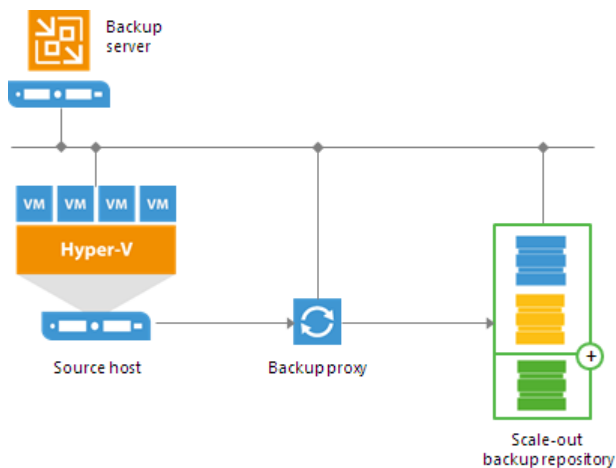 Backup
server
VM VM VM VM
Hyper-V
Source host
Backup proxy
+
Scale-out
backup repository